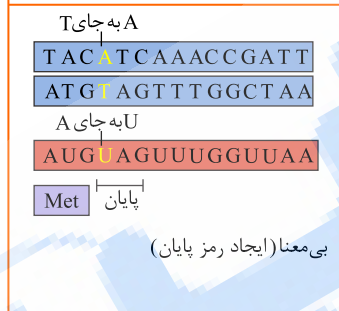 A به جای T
TACATCAAACCGATT
ATGTAGTTTGGCTAA
U به جای A
AUGUAGUUUGGUUAA
Met پایان
بی‌معنا (ایجاد رمز پایان)